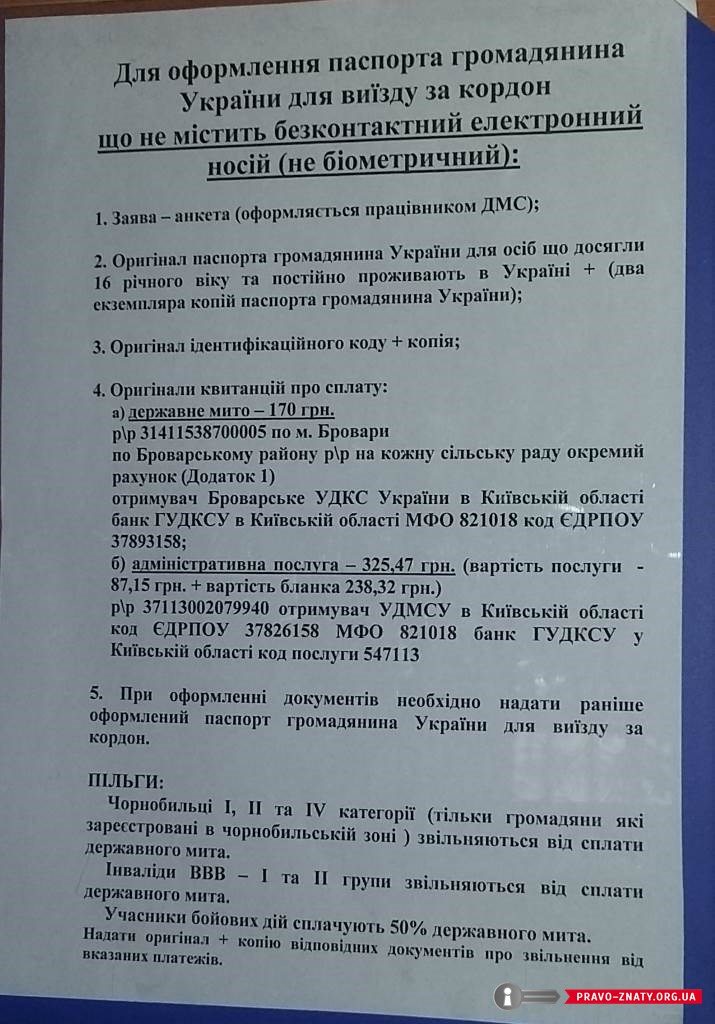 Для оформлення паспорта громадянина
України для виїзду за кордон
що не містить безконтактний електронний
носій (не біометричний):
1. Заява – анкета (оформляється працівником ДМС);
2. Оригінал паспорта громадянина України для осіб що досягли
16 річного віку та постійно проживають в Україні + (два
екземпляра копій паспорта громадянина України);
3. Оригінал ідентифікаційного коду + копія;
4. Оригінали квитанцій про сплату:
а) державне мито – 170 грн.
р\р 31411538700005 по м. Бровари
по Броварському району р\р на кожну сільську раду окремий
рахунок (Додаток 1)
отримувач Броварське УДКС України в Київській області
банк ГУДКСУ в Київській області МФО 821018 код ЄДРПОУ
37893158;
б) адміністративна послуга – 325,47 грн. (вартість послуги -
87,15 грн. + вартість бланка 238,32 грн.)
р\р 37113002079940 отримувач УДМСУ в Київській області
код ЄДРПОУ 37826158 МФО 821018 банк ГУДКСУ у
Київській області код послуги 547113
5. При оформленні документів необхідно надати раніше
оформлений паспорт громадянина України для виїзду за
кордон.
ПІЛЬГИ:
Чорнобильці І, ІІ та IV категорії (тільки громадяни які
зареєстровані в чорнобильській зоні ) звільняються від сплати
державного мита.
Інваліди ВВВ – І та ІІ групи звільняються від сплати
державного мита.
Учасники бойових дій сплачують 50% державного мита.
Надати оригінал + копію відповідних документів про звільнення від
вказаних платежів.
PRAVO-ZNATY.ORG.UA